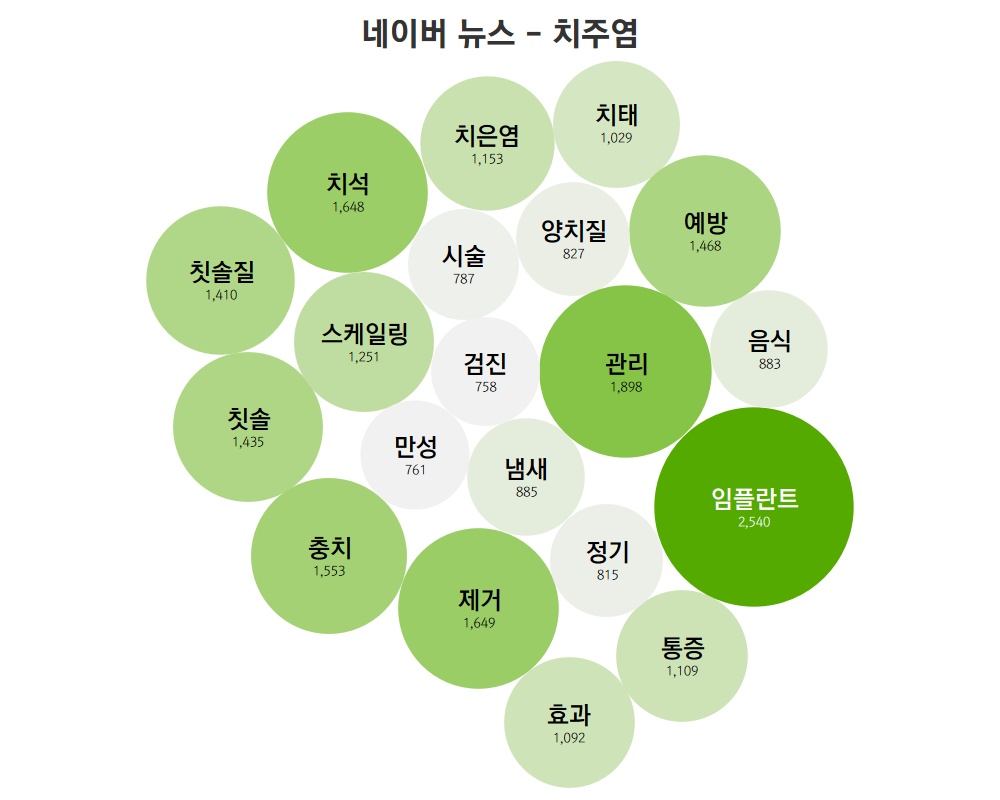 네이버 뉴스 - 치주염
치태
1,029
치은염
1,153
치석
1,648
예방
1,468
양치질
827
시술
787
칫솔질
1,410
스케일링
1,251
음식
883
검진
758
관리
1,898
칫솔
1,435
만성
761
냄새
885
임플란트
2,540
충치
1,553
정기
815
제거
1,649
통증
1,109
효과
1,092